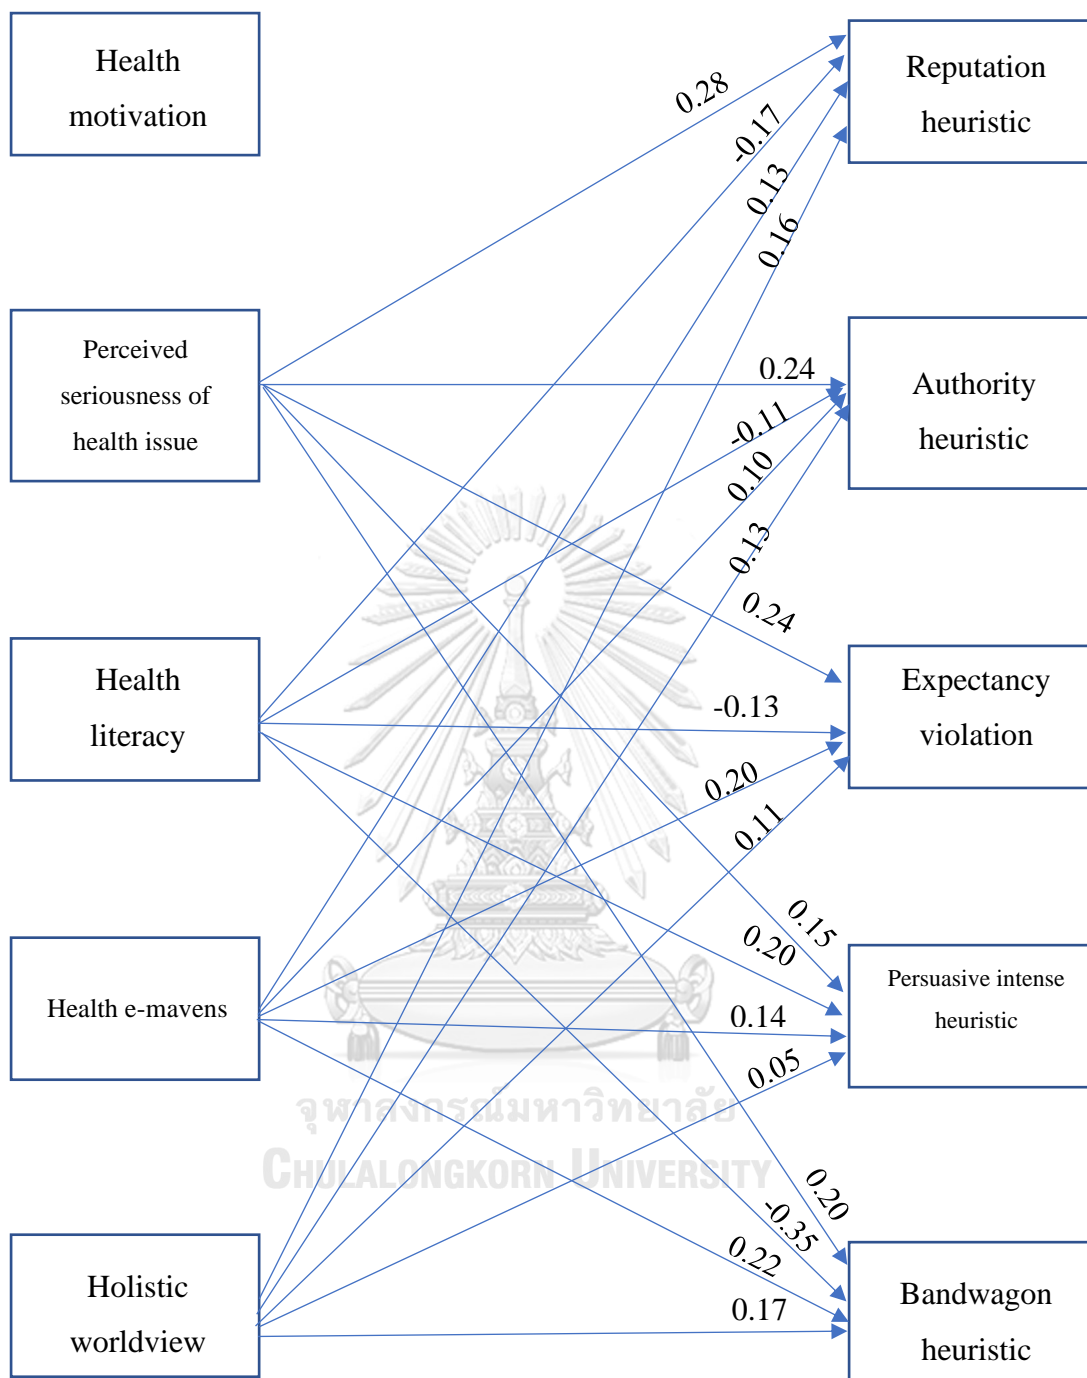 Health
motivation
Reputation
heuristic
0.28
-0.17
0.13
0.16
Perceived
seriousness of
health issue
Authority
heuristic
0.24
-0.11
0.10
0.13
Health
literacy
Expectancy
violation
0.24
-0.13
0.20
0.11
Health e-mavens
Persuasive intense
heuristic
0.15
0.20
0.14
0.05
จุฬาลงกรณ์มหาวิทยาลัย
CHULALONGKORN UNIVERSITY
Holistic
worldview
Bandwagon
heuristic
0.20
-0.35
0.22
0.17